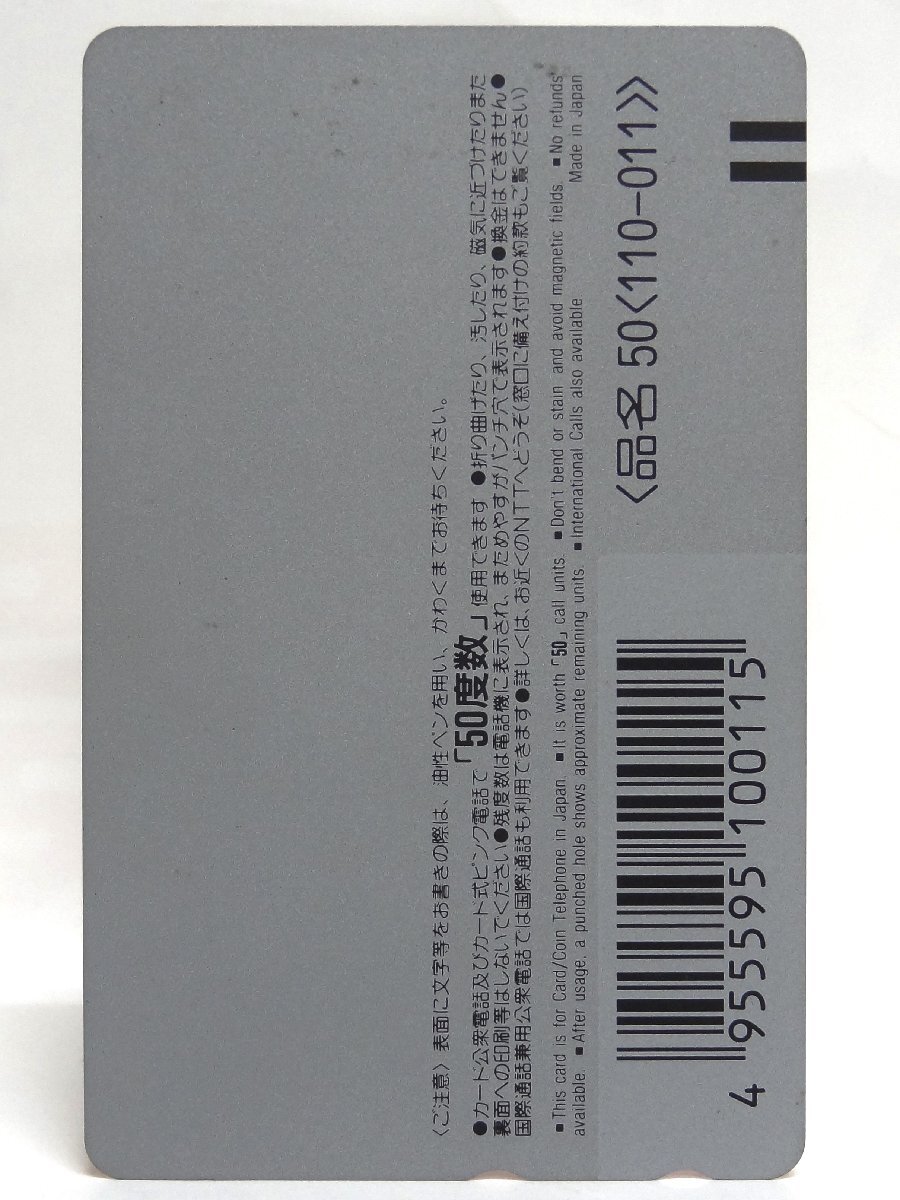 〈ご注意〉表面に文字等をお書きの際は、油性ペンを用い、かわくまでお待ちください。
●カード公衆電話及びカード式ピンク電話で「50度数」使用できます ●折り曲げたり、汚したり、磁気に近づけたりまた
裏面への印刷等はしないでください●残度数は電話機に表示され、まためやすがパンチ穴で表示されます●換金はできません●
国際通話兼用公衆電話では国際通話も利用できます●詳しくは、お近くのNTTへどうぞ(窓口に備え付けの約款もご覧ください)
■This card is for Card/Coin Telephone in Japan. ■It is worth「50」call units. ■Don't bend or stain and avoid magnetic fields. ■No refunds
available. ■After usage, a punched hole shows approximate remaining units. ■International Calls also available Made in Japan
〈品名 50〈110-011〉〉
4 955595 100115